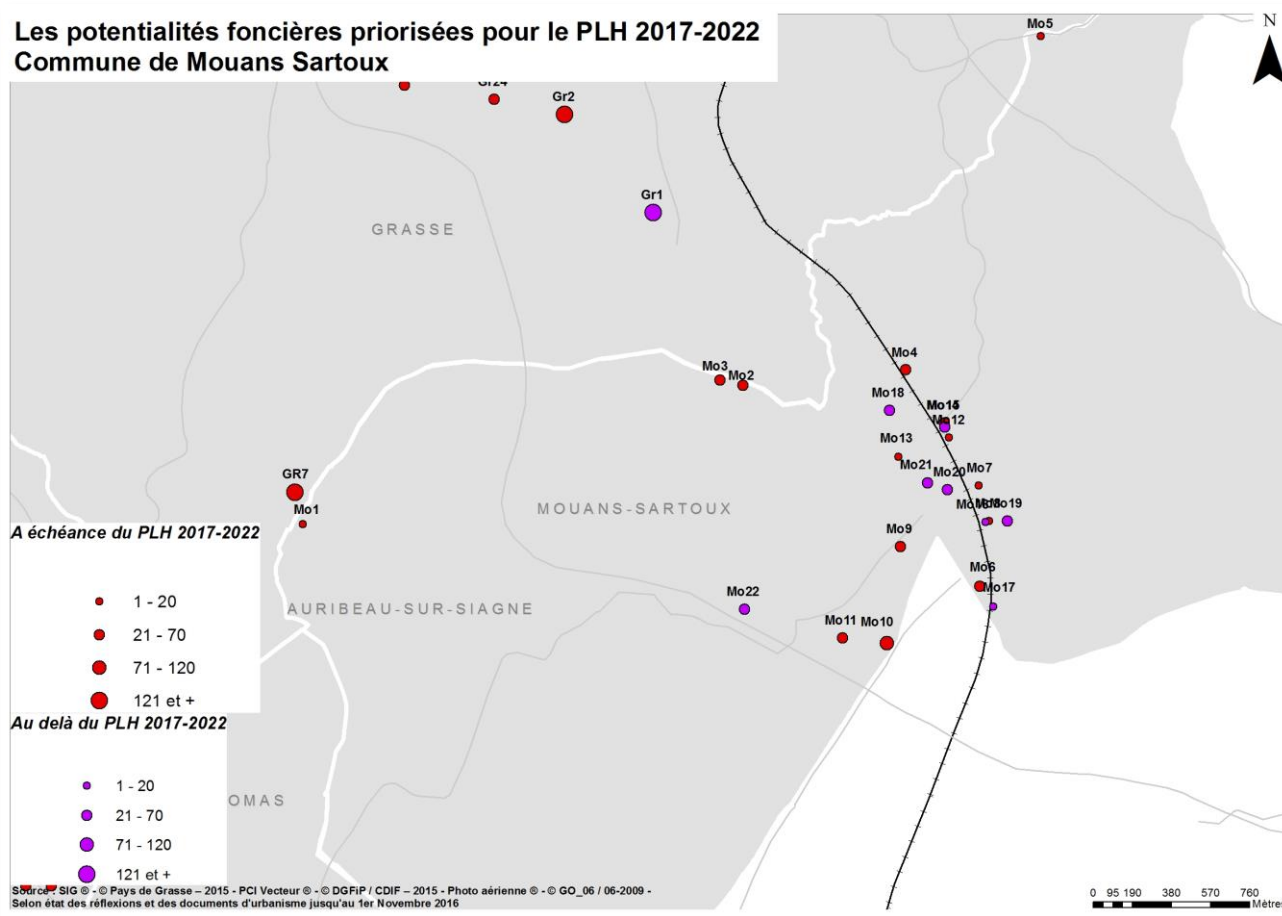 Les potentialités foncières priorisées pour le PLH 2017-2022
Commune de Mouans Sartoux
N
Mo5
Gr24
Gr2
Gr1
GRASSE
Mo4
Mo3
Mo2
Mo18
Mo12
Mo13
Mo21
Mo20
Mo7
GR7
Mo1
MOUANS-SARTOUX
Mo19
Mo9
Mo6
Mo17
Mo22
AURIBEAU-SUR-SIAGNE
Mo11
Mo10
A échéance du PLH 2017-2022
1 - 20
21 - 70
71 - 120
121 et +
Au delà du PLH 2017-2022
1 - 20
21 - 70
71 - 120
121 et +
OMAS
Source : SIG ® - © Pays de Grasse – 2015 - PCI Vecteur ® - © DGFiP / CDIF – 2015 - Photo aérienne ® - © GO_06 / 06-2009 -
Selon état des réflexions et des documents d'urbanisme jusqu'au 1er Novembre 2016
0 95 190 380 570 760
Mètres